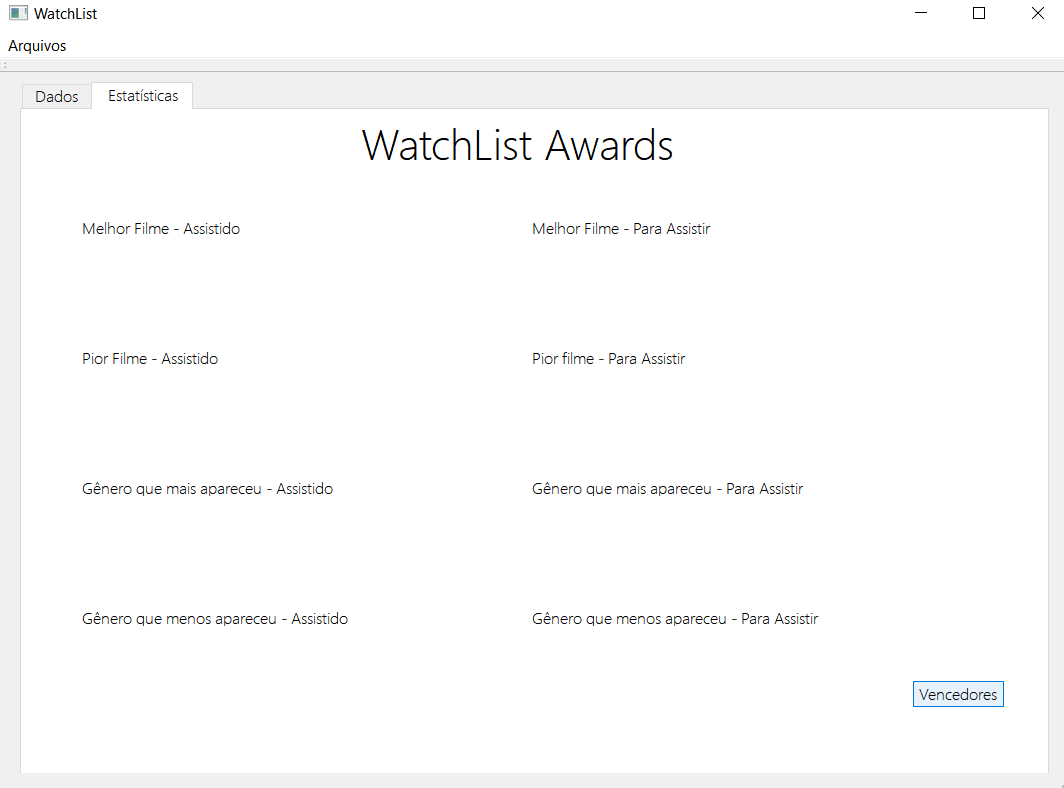 WatchList
Arquivos
Dados
Estatísticas
WatchList Awards
Melhor Filme - Assistido
Melhor Filme - Para Assistir
Pior Filme - Assistido
Pior filme - Para Assistir
Gênero que mais apareceu - Assistido
Gênero que mais apareceu - Para Assistir
Gênero que menos apareceu - Assistido
Gênero que menos apareceu - Para Assistir
Vencedores